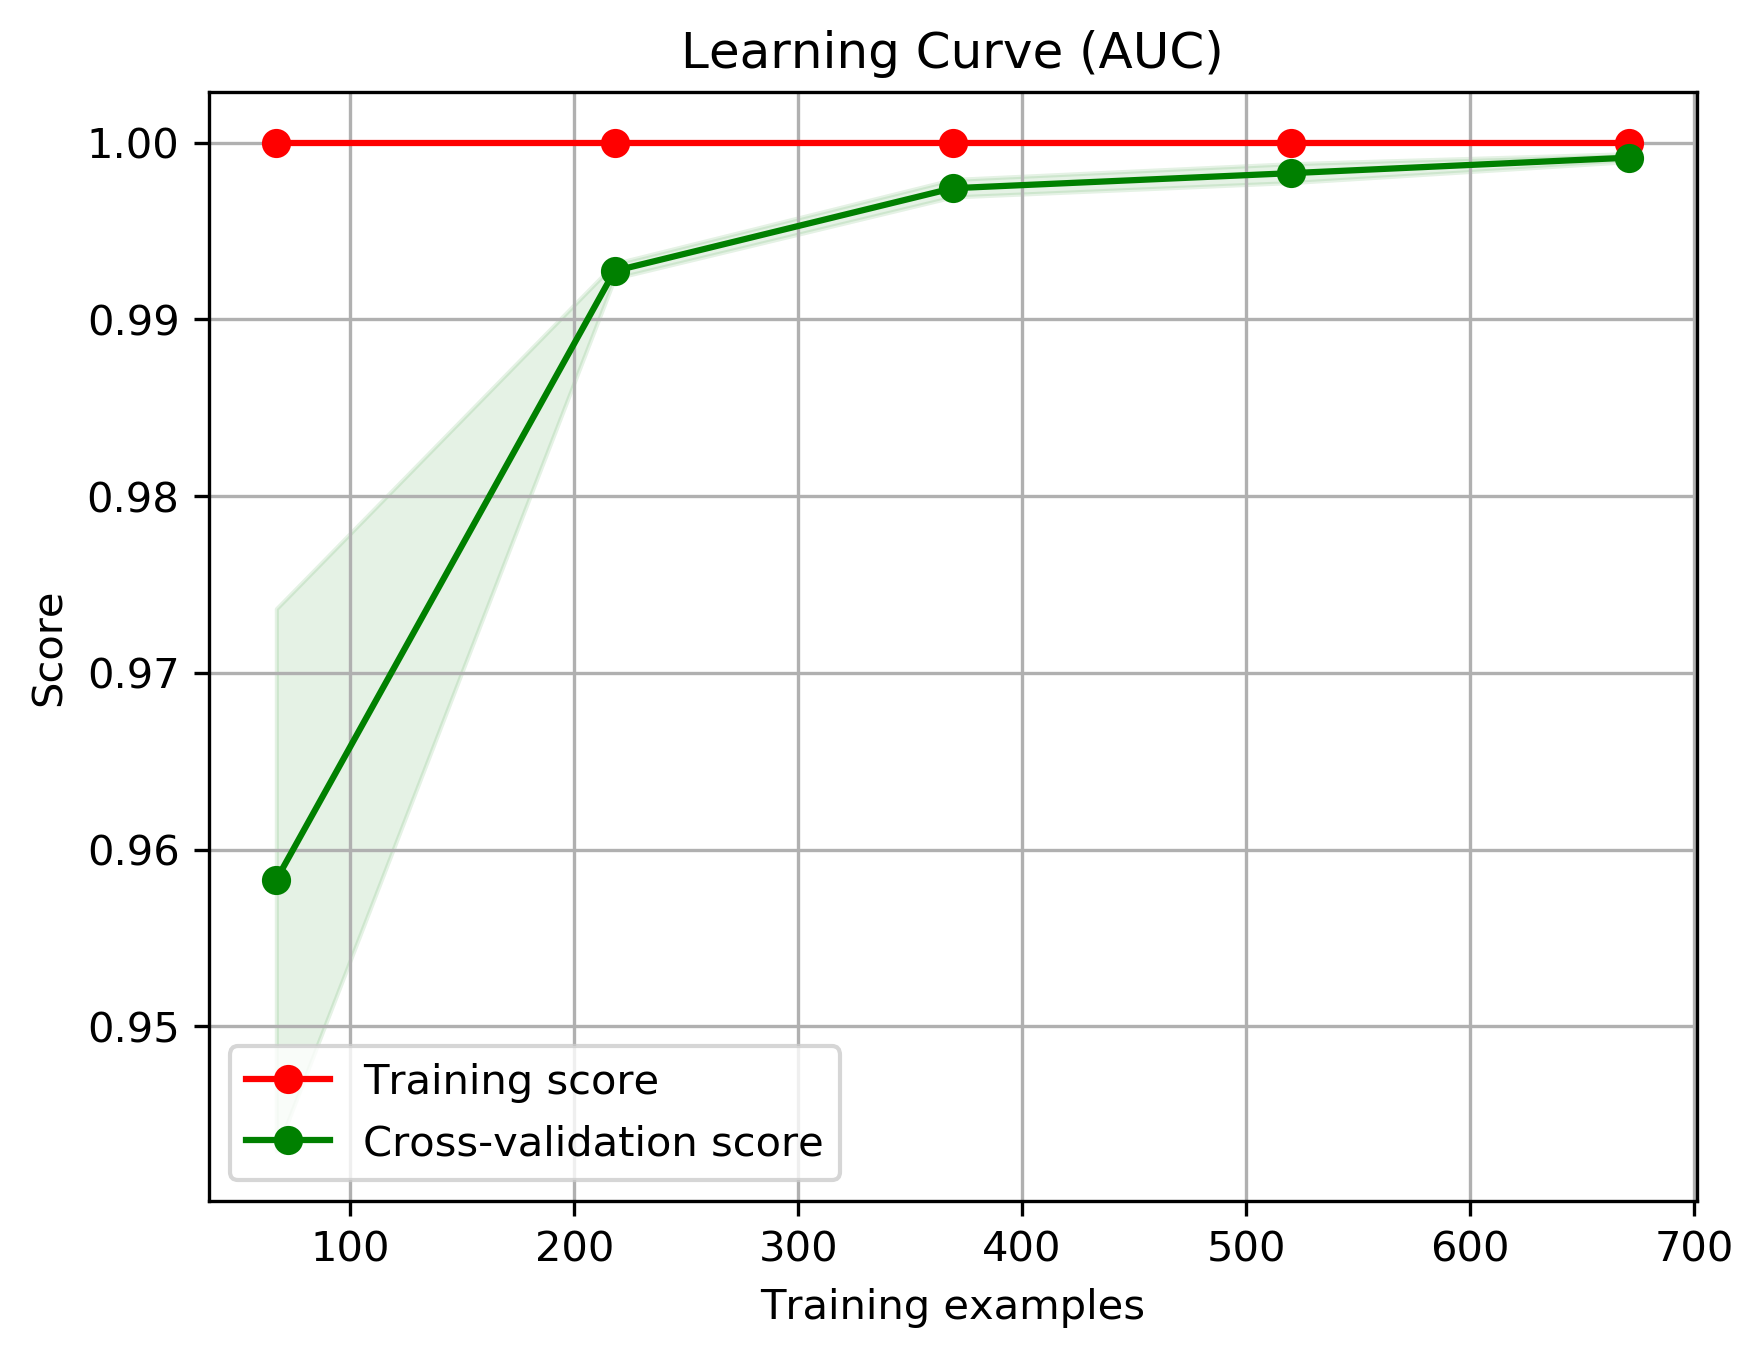 Learning Curve (AUC)
1.00
0.99
0.98
0.97
0.96
0.95
Score
Training score
Cross-validation score
100 200 300 400 500 600 700
Training examples